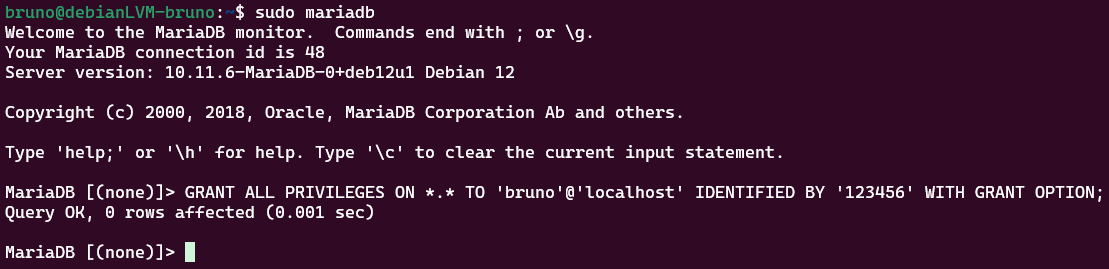 bruno@debianLVM-bruno:~$ sudo mariadb
Welcome to the MariaDB monitor.  Commands end with ; or \g.
Your MariaDB connection id is 48
Server version: 10.11.6-MariaDB-0+deb12u1 Debian 12
Copyright (c) 2000, 2018, Oracle, MariaDB Corporation Ab and others.
Type 'help;' or '\h' for help. Type '\c' to clear the current input statement.
MariaDB [(none)]> GRANT ALL PRIVILEGES ON *.* TO 'bruno'@'localhost' IDENTIFIED BY '123456' WITH GRANT OPTION;
Query OK, 0 rows affected (0.001 sec)
MariaDB [(none)]>